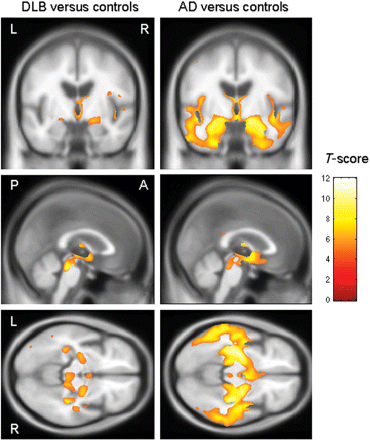 DLB versus controls
AD versus controls
L R
T-score
12
10
8
6
4
2
0
P A
L
R